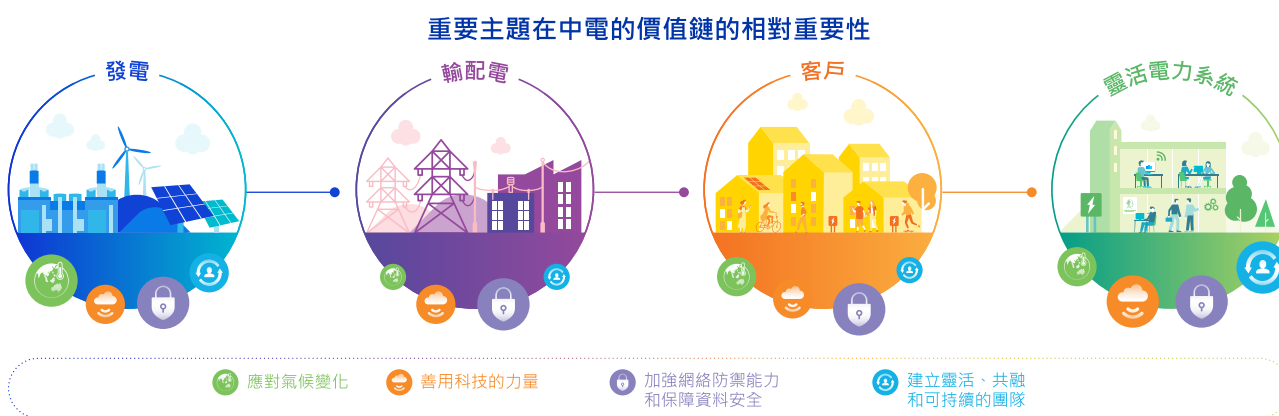 重要主題在中電的價值鏈的相對重要性
發電
輸配電
客戶
靈活電力系統
應對氣候變化
善用科技的力量
加強網絡防禦能力
和保障資料安全
建立靈活、共融
和可持續的團隊